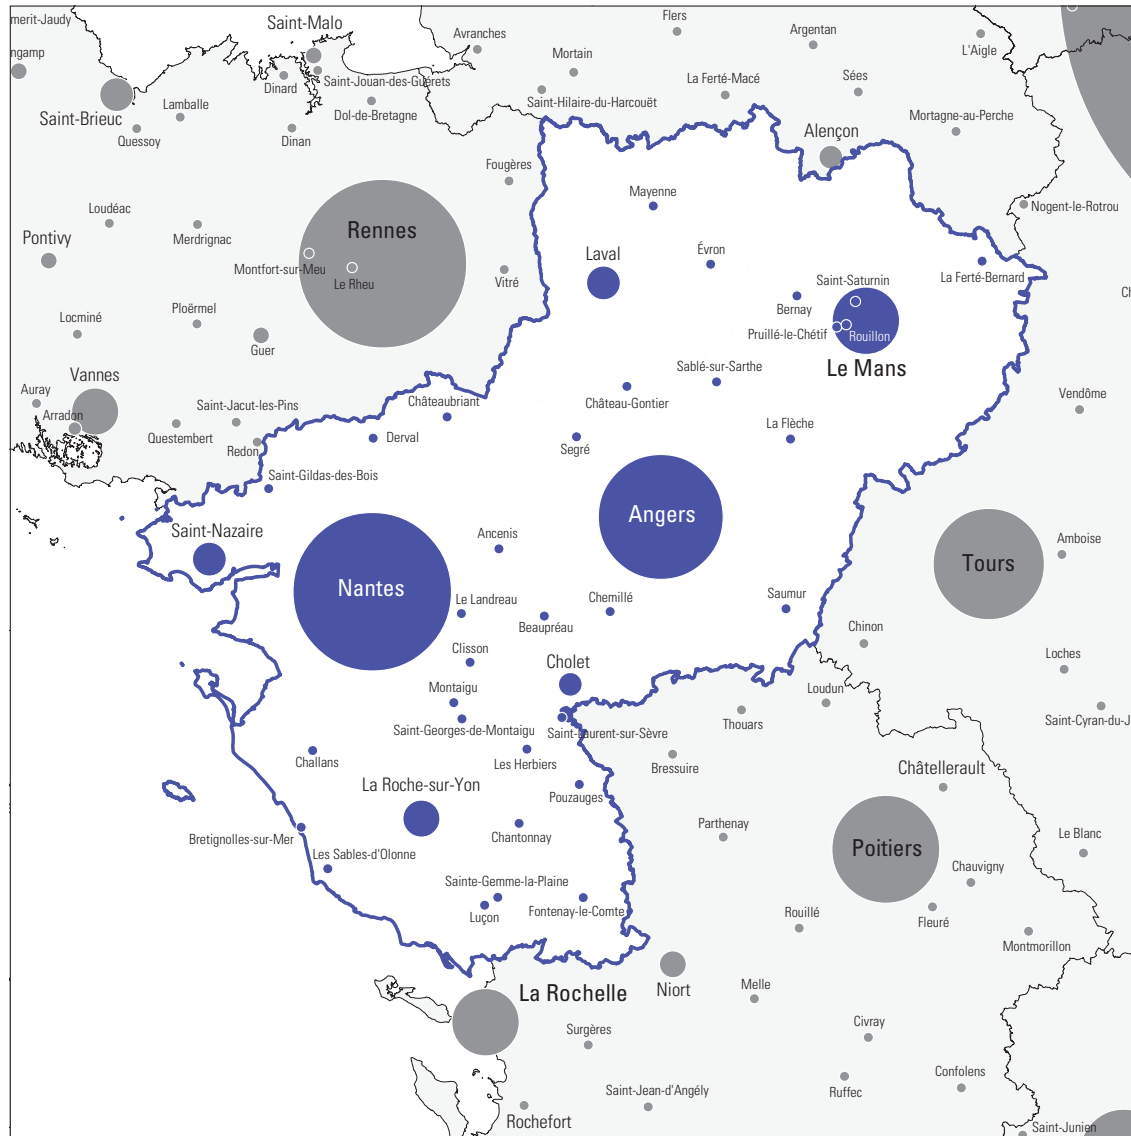 merit-Jaudy
Saint-Malo
Avranches
Flers
Argentan
L'Aigle
ngamp
Mortain
Dinard
Saint-Jouan-des-Guérets
La Ferté-Macé
Sées
Saint-Brieuc
Lamballe
Dol-de-Bretagne
Saint-Hilaire-du-Harcouët
Mortagne-au-Perche
Quessoy
Dinan
Alençon
Fougères
Mayenne
Nogent-le-Rotrou
Loudéac
Merdrignac
Rennes
Pontivy
Laval
Évron
Montfort-sur-Meu
Le Rheu
Vitré
Saint-Saturnin
La Ferté-Bernard
Ch
Ploërmel
Bernay
Locminé
Guer
Pruillé-le-Chétif
Rouillon
Le Mans
Vannes
Sablé-sur-Sarthe
Auray
Arradon
Saint-Jacut-les-Pins
Châteaubriant
Château-Gontier
Vendôme
Questembert
Redon
Derval
Segré
La Flèche
Saint-Gildas-des-Bois
Saint-Nazaire
Ancenis
Angers
Amboise
Tours
Nantes
Le Landreau
Chemillé
Saumur
Beaupréau
Chinon
Clisson
Cholet
Loches
Montaigu
Loudun
Saint-Georges-de-Montaigu
Saint-Laurent-sur-Sèvre
Thouars
Saint-Cyran-du-J
Challans
Les Herbiers
Bressuire
Châtellerault
La Roche-sur-Yon
Pouzauges
Bretignolles-sur-Mer
Chantonnay
Parthenay
Le Blanc
Les Sables-d'Olonne
Poitiers
Chauvigny
Sainte-Gemme-la-Plaine
Luçon
Fontenay-le-Comte
Rouillé
Fleuré
Montmorillon
La Rochelle
Niort
Melle
Surgères
Civray
Saint-Jean-d'Angély
Ruffec
Confolens
Rochefort
Saint-Junien